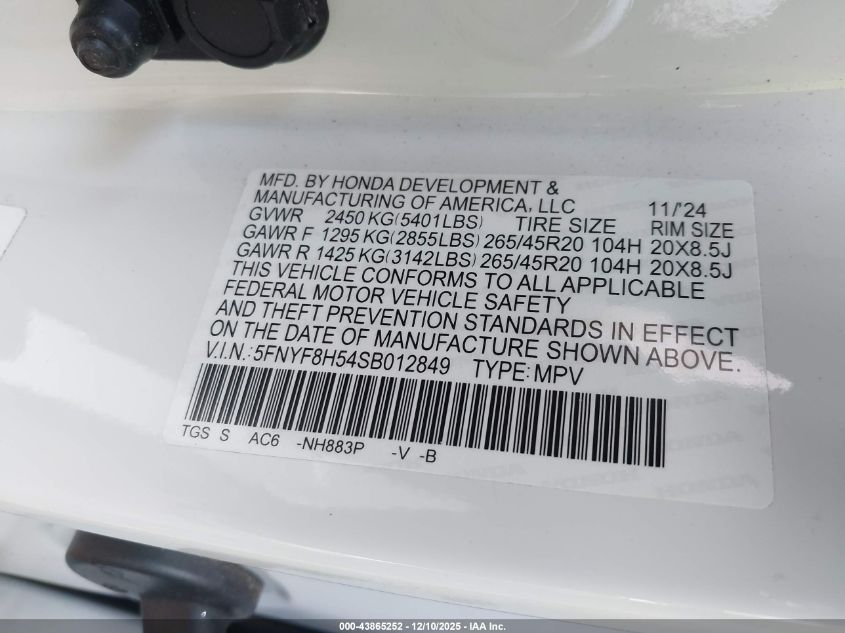 MFD. BY HONDA DEVELOPMENT &
MANUFACTURING OF AMERICA, LLC 11/'24
GVWR 2450 KG(5401LBS) TIRE SIZE RIM SIZE
GAWR F 1295 KG(2855LBS) 265/45R20 104H 20X8.5J
GAWR R 1425 KG(3142LBS) 265/45R20 104H 20X8.5J
THIS VEHICLE CONFORMS TO ALL APPLICABLE
FEDERAL MOTOR VEHICLE SAFETY
AND THEFT PREVENTION STANDARDS IN EFFECT
ON THE DATE OF MANUFACTURE SHOWN ABOVE.
V.I.N.: 5FNYF8H54SB012849 TYPE: MPV
TGS S AC6 -NH883P -V -B
000-43865252 - 12/10/2025 - IAA Inc.